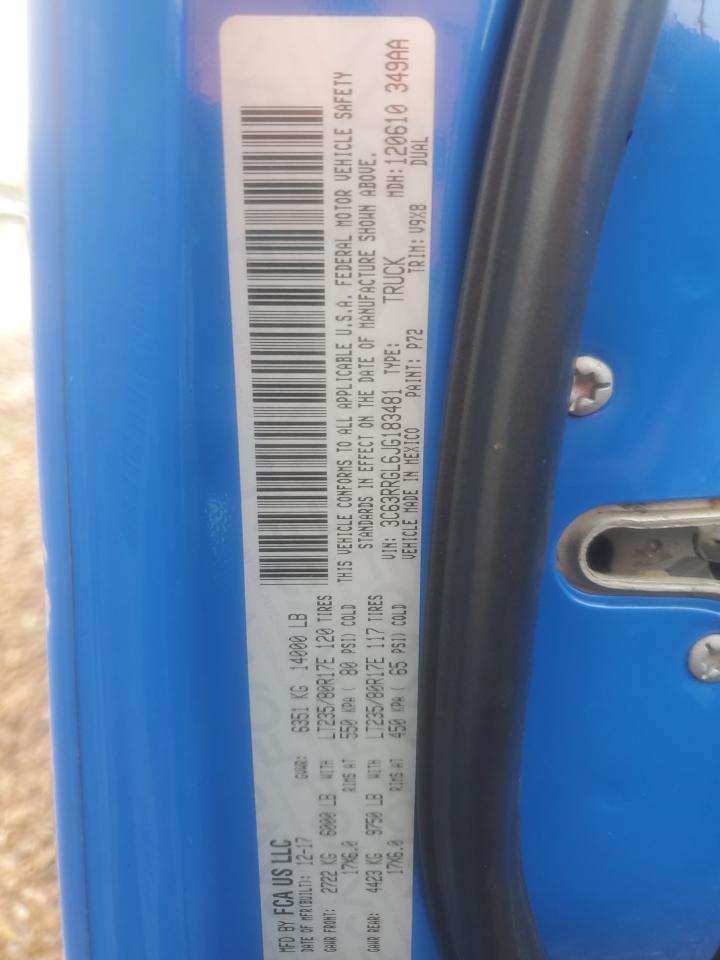 MFD BY FCA US LLC
DATE OF MFR(BUILT): 12-17 GVWR: 6351 KG 14000 LB
GAWR FRONT: 2722 KG 6000 LB WITH LT235/80R17E 120 TIRES
17X6.0 RIMS AT 550 KPA ( 80 PSI) COLD
GAWR REAR: 4423 KG 9750 LB WITH LT235/80R17E 117 TIRES
17X6.0 RIMS AT 450 KPA ( 65 PSI) COLD
THIS VEHICLE CONFORMS TO ALL APPLICABLE U.S.A. FEDERAL MOTOR VEHICLE SAFETY
STANDARDS IN EFFECT ON THE DATE OF MANUFACTURE SHOWN ABOVE.
VIN: 3C63RRGL6JG183481 TYPE: TRUCK MDH: 120610 349AA
VEHICLE MADE IN MEXICO PAINT: P72 TRIM: V9X8 DUAL